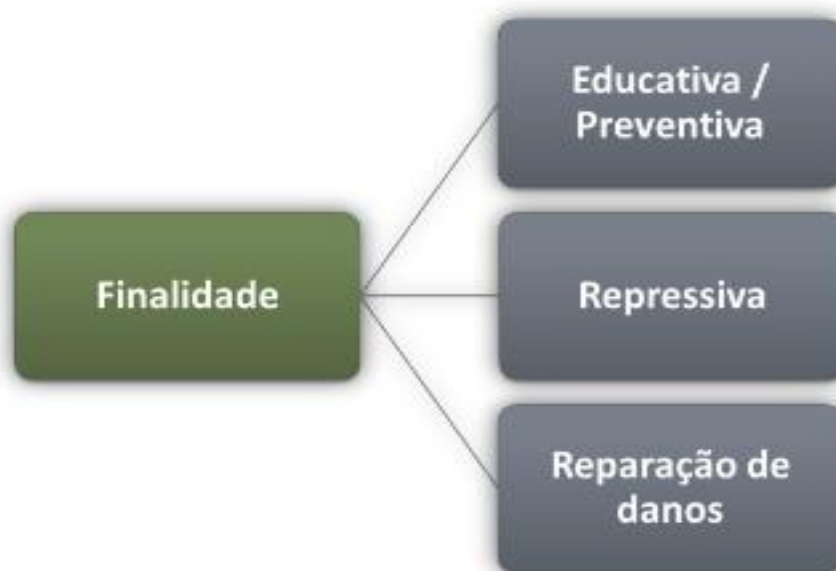 Educativa /
Preventiva
Finalidade
Repressiva
Reparação de
danos